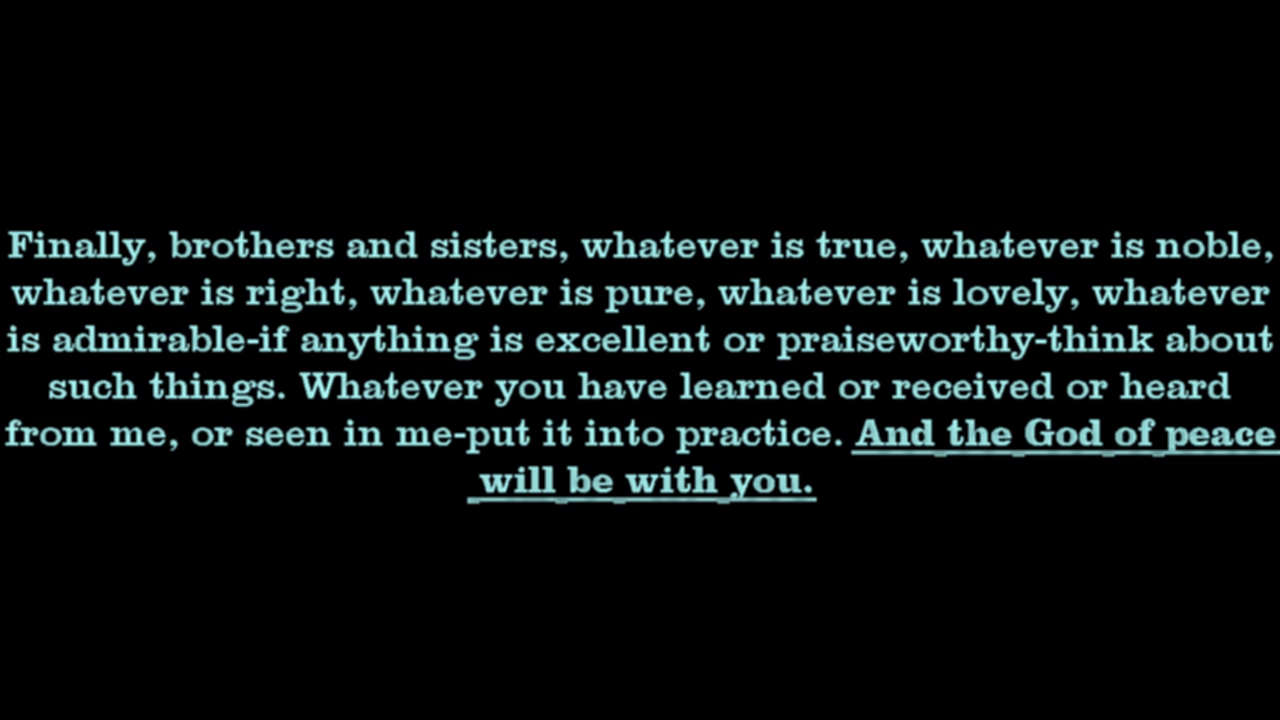 Finally, brothers and sisters, whatever is true, whatever is noble,
whatever is right, whatever is pure, whatever is lovely, whatever
is admirable-if anything is excellent or praiseworthy-think about
such things. Whatever you have learned or received or heard
from me, or seen in me-put it into practice. And the God of peace
will be with you.